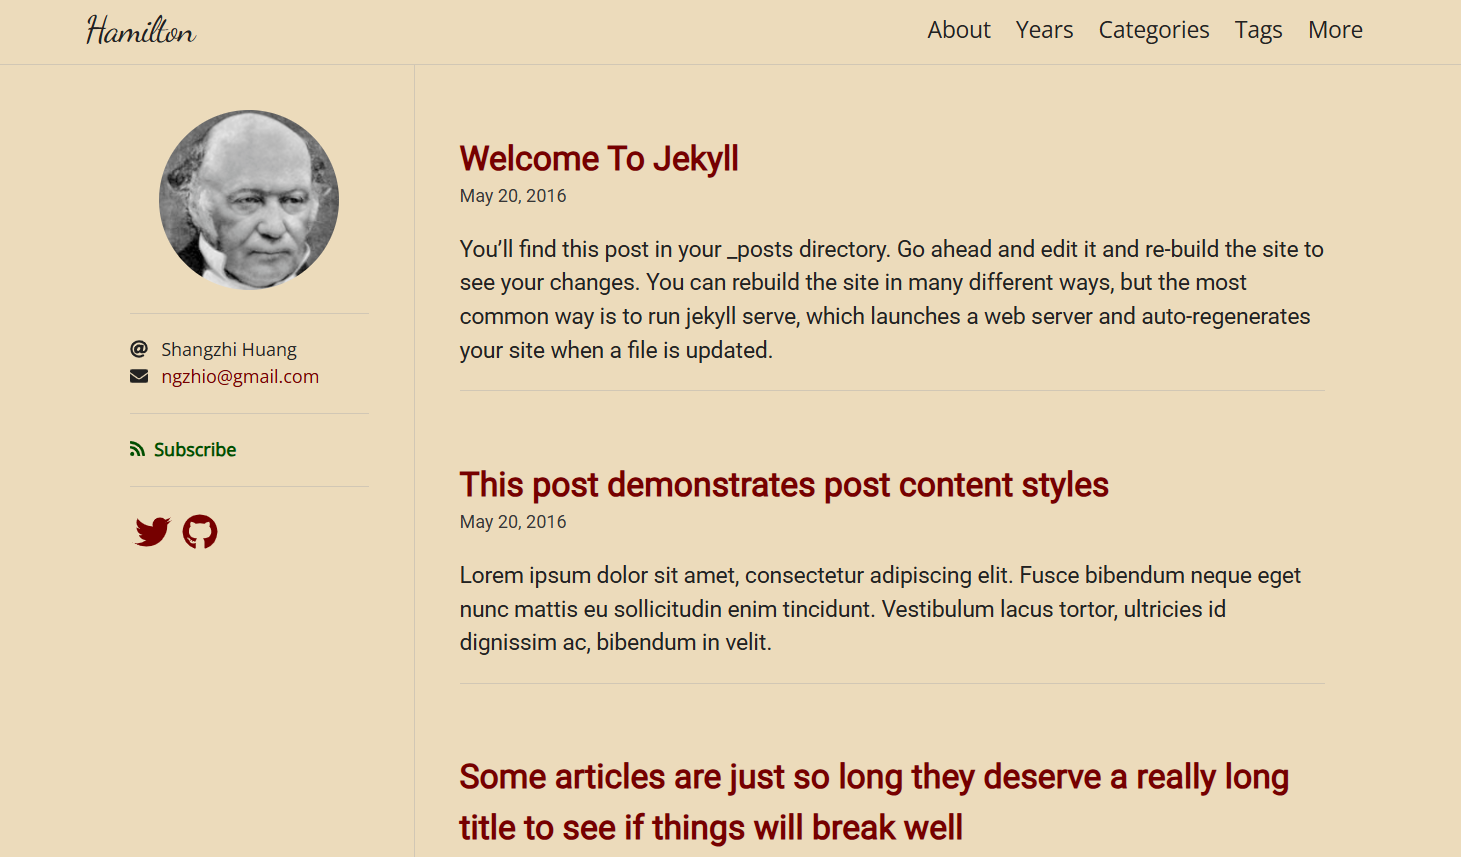 Hamilton
About Years Categories Tags More
Shangzhi Huang
ngzhio@gmail.com
Subscribe
Welcome To Jekyll
May 20, 2016
You’ll find this post in your _posts directory. Go ahead and edit it and re-build the site to
see your changes. You can rebuild the site in many different ways, but the most
common way is to run jekyll serve, which launches a web server and auto-regenerates
your site when a file is updated.
This post demonstrates post content styles
May 20, 2016
Lorem ipsum dolor sit amet, consectetur adipiscing elit. Fusce bibendum neque eget
nunc mattis eu sollicitudin enim tincidunt. Vestibulum lacus tortor, ultricies id
dignissim ac, bibendum in velit.
Some articles are just so long they deserve a really long
title to see if things will break well